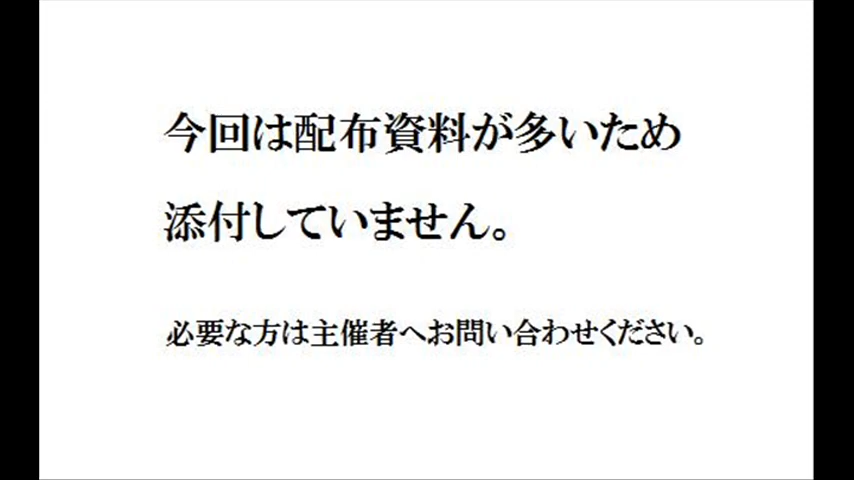 今回は配布資料が多いため
添付していません。
必要な方は主催者へお問い合わせください。